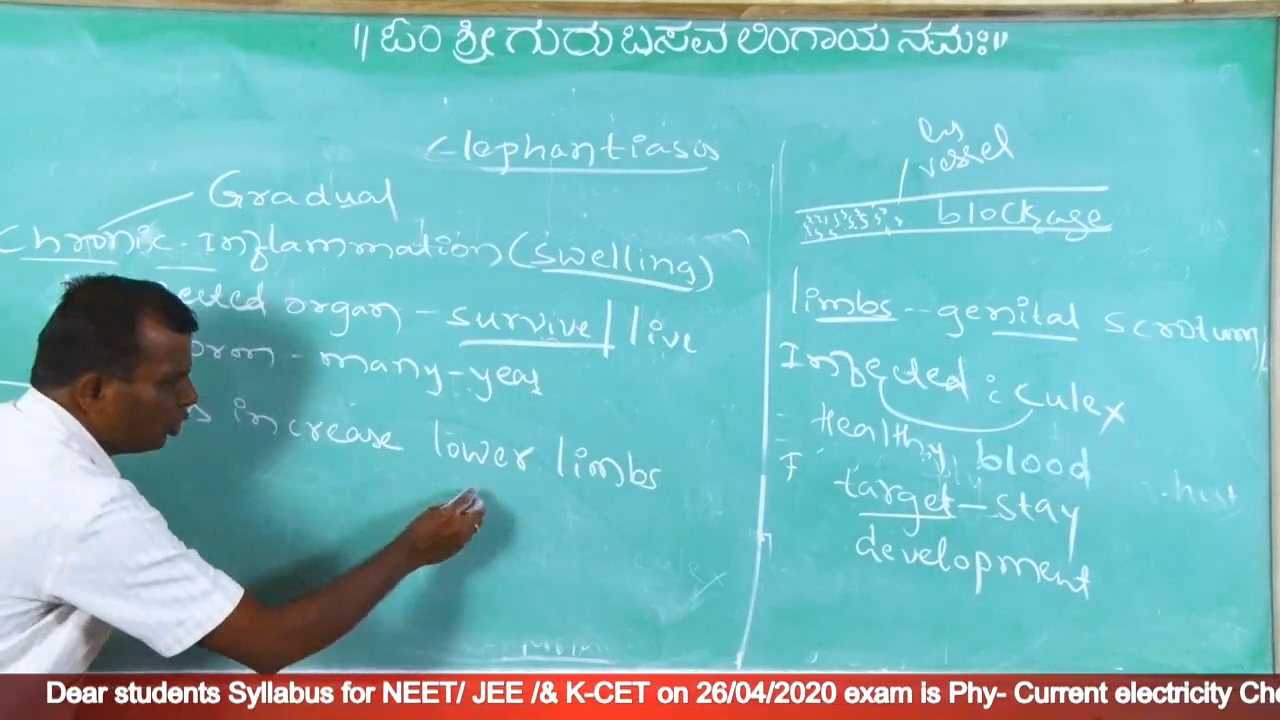 ॥ ಓಂ ಶ್ರೀ ಗುರು ಬಸವ ಲಿಂಗಾಯ ನಮಃ॥
Elephantiasis
Gradual
Chronic - Inflammation (swelling)
organ - survive | live
many - year
increase lower limbs
vessel
blockage
limbs - genital scrotum
Infected : culex
- Healthy blood
target - stay
development
culex
Dear students Syllabus for NEET/ JEE /& K-CET on 26/04/2020 exam is Phy- Current electricity Che